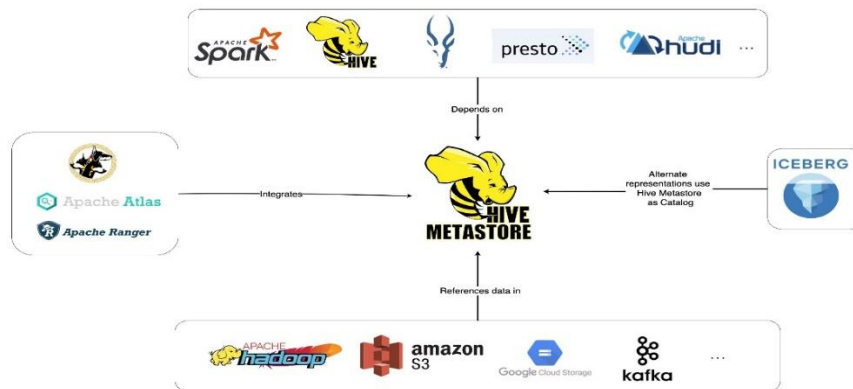 APACHE
Spark
HIVE
presto
Apache
hudi
...
Depends on
Apache Atlas
Apache Ranger
Integrates
HIVE
METASTORE
Alternate
representations use
Hive Metastore
as Catalog
ICEBERG
References data in
APACHE
hadoop
amazon
S3
Google Cloud Storage
kafka
...